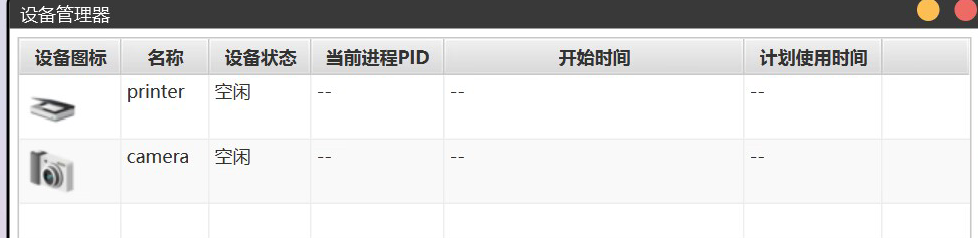 设备管理器
设备图标 名称 设备状态 当前进程PID 开始时间 计划使用时间
printer 空闲 -- -- --
camera 空闲 -- -- --